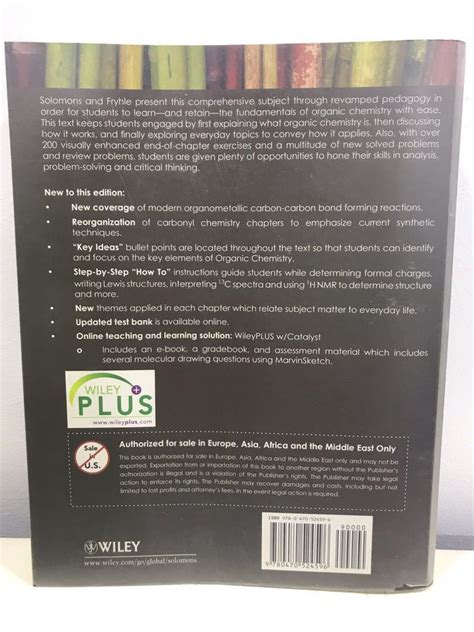 Solomons and Fryhle present this comprehensive subject through revamped pedagogy in
order for students to learn—and retain—the fundamentals of organic chemistry with ease.
This text keeps students engaged by first explaining what organic chemistry is, then discussing
how it works, and finally exploring everyday topics to convey how it applies. Also, with over
200 visually enhanced end-of-chapter exercises and a multitude of new solved problems
and review problems, students are given plenty of opportunities to hone their skills in analysis,
problem-solving and critical thinking.
New to this edition:
• New coverage of modern organometallic carbon-carbon bond forming reactions.
• Reorganization of carbonyl chemistry chapters to emphasize current synthetic
techniques.
• "Key Ideas" bullet points are located throughout the text so that students can identify
and focus on the key elements of Organic Chemistry.
• Step-by-Step "How To" instructions guide students while determining formal charges,
writing Lewis structures, interpreting ¹³C spectra and using ¹H NMR to determine structure
and more.
• New themes applied in each chapter which relate subject matter to everyday life.
• Updated test bank is available online.
• Online teaching and learning solution: WileyPLUS w/Catalyst
o Includes an e-book, a gradebook, and assessment material which includes
several molecular drawing questions using MarvinSketch.
WILEY +
PLUS
www.wileyplus.com
Sale
in
U.S.
Authorized for sale in Europe, Asia, Africa and the Middle East Only
This book is authorized for sale in Europe, Asia, Africa and the Middle East only and may not be
exported. Exportation from or importation of this book to another region without the Publisher's
authorization is illegal and is a violation of the Publisher's rights. The Publisher may take legal
action to enforce its rights. The Publisher may recover damages and costs, including but not
limited to lost profits and attorney's fees, in the event legal action is required.
ISBN 978-0-470-52459-6
90000
9 780470 524596
WILEY
www.wiley.com/go/global/solomons